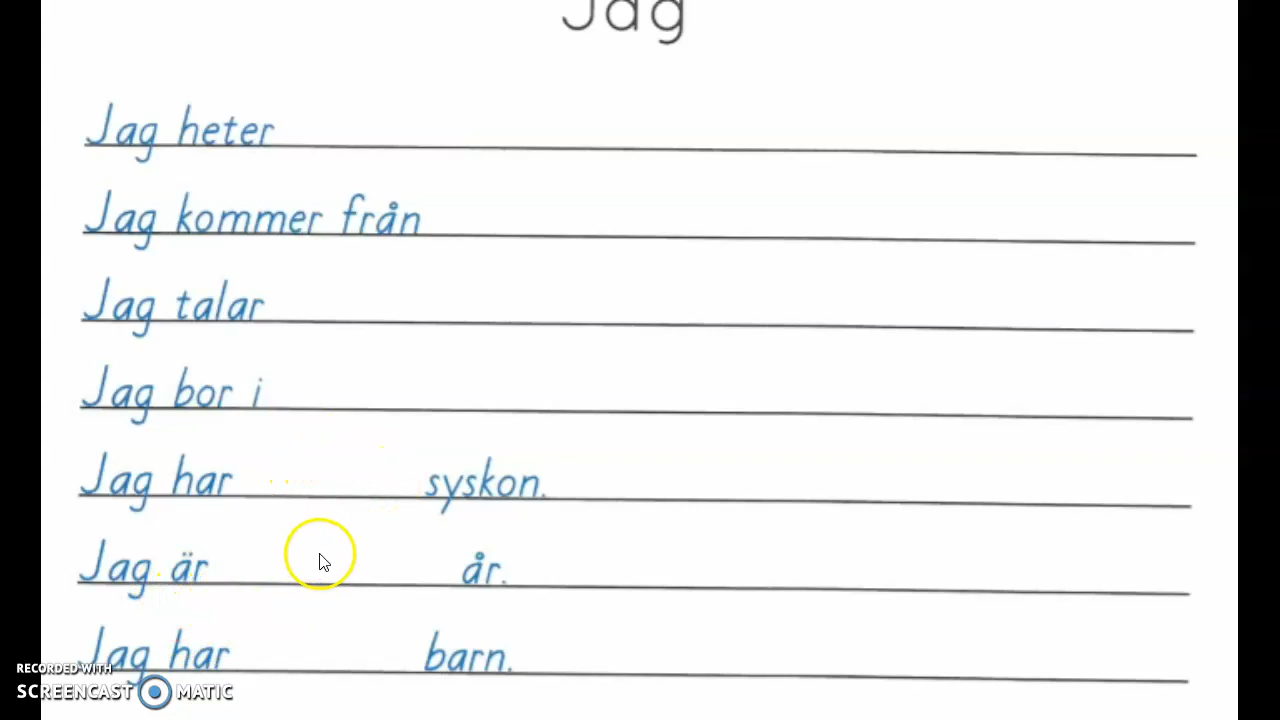 Jag
Jag heter
Jag kommer från
Jag talar
Jag bor i
Jag har syskon.
Jag är år.
Jag har barn.
RECORDED WITH
SCREENCAST MATIC